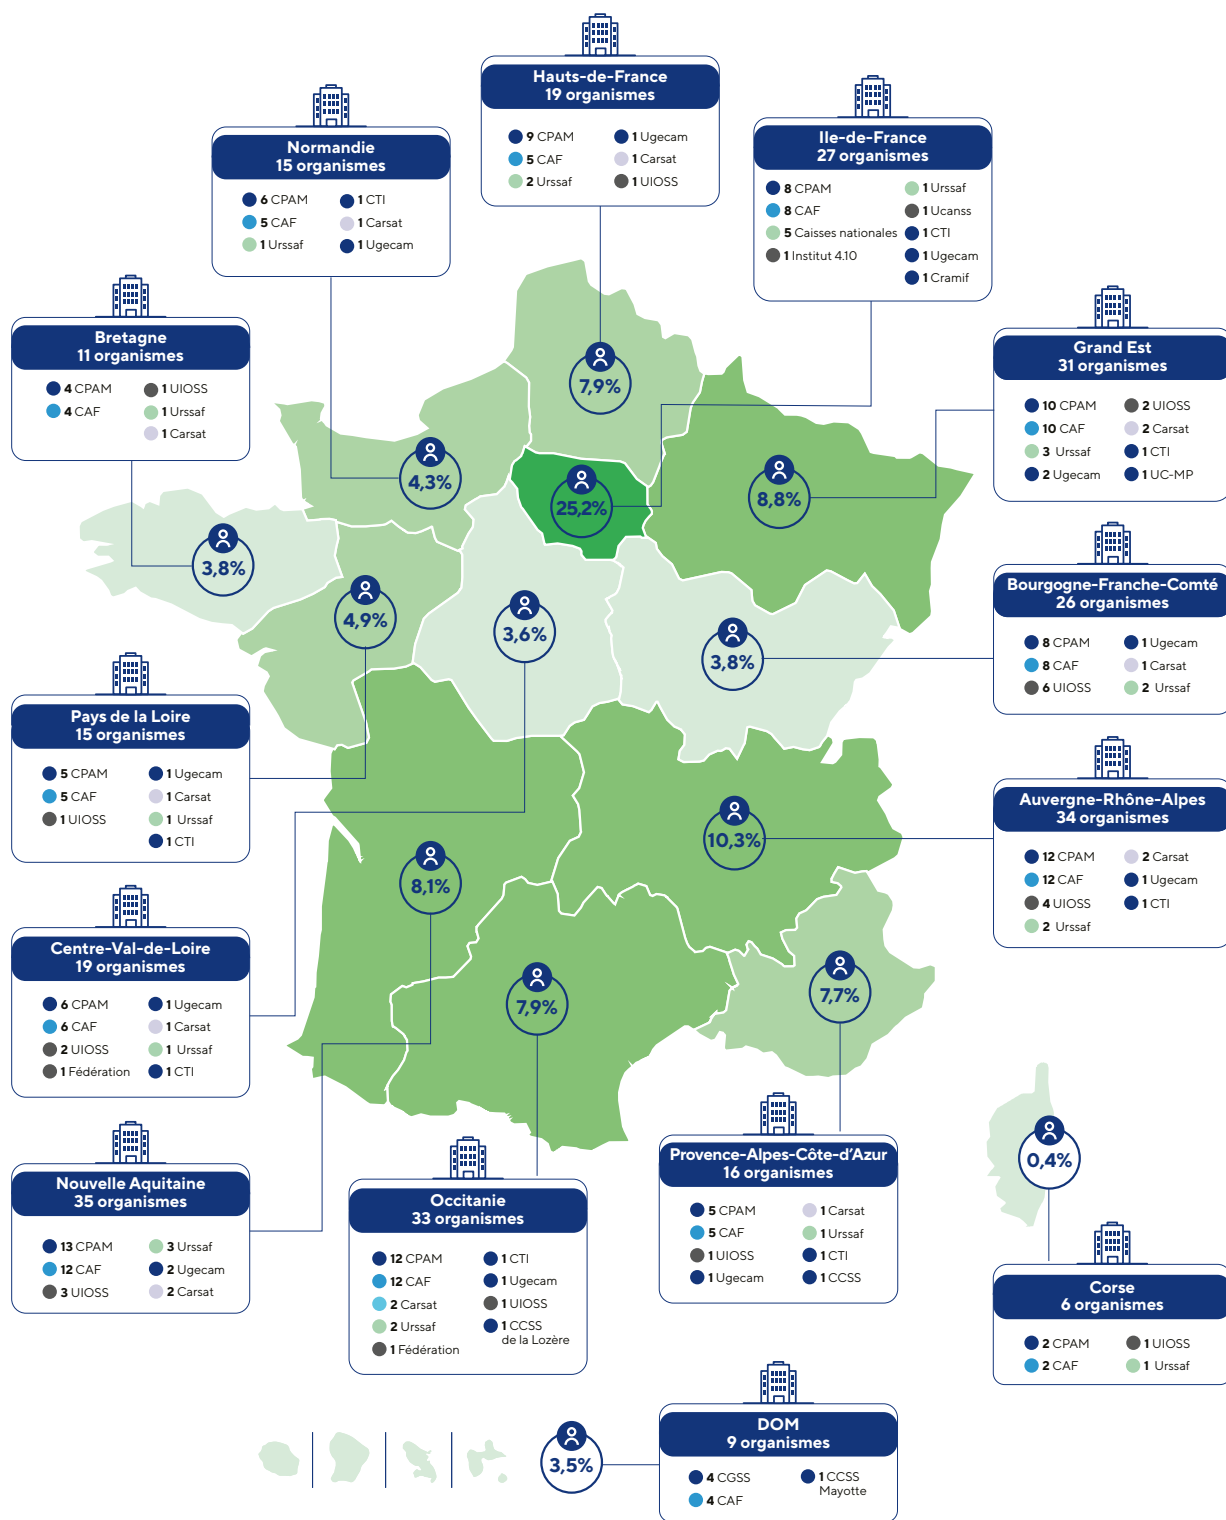 Hauts-de-France
19 organismes
9 CPAM
5 CAF
2 Urssaf
1 Ugecam
1 Carsat
1 UIOSS
Ile-de-France
27 organismes
8 CPAM
8 CAF
5 Caisses nationales
1 Institut 4.10
1 Urssaf
1 Ucanss
1 CTI
1 Ugecam
1 Cramif
Normandie
15 organismes
6 CPAM
5 CAF
1 Urssaf
1 CTI
1 Carsat
1 Ugecam
Bretagne
11 organismes
4 CPAM
4 CAF
1 UIOSS
1 Urssaf
1 Carsat
Grand Est
31 organismes
10 CPAM
10 CAF
3 Urssaf
2 Ugecam
2 UIOSS
2 Carsat
1 CTI
1 UC-MP
7,9%
4,3%
25,2%
8,8%
3,8%
4,9%
3,6%
3,8%
Bourgogne-Franche-Comté
26 organismes
8 CPAM
8 CAF
6 UIOSS
1 Ugecam
1 Carsat
2 Urssaf
Pays de la Loire
15 organismes
5 CPAM
5 CAF
1 UIOSS
1 Ugecam
1 Carsat
1 Urssaf
1 CTI
Auvergne-Rhône-Alpes
34 organismes
12 CPAM
12 CAF
4 UIOSS
2 Urssaf
2 Carsat
1 Ugecam
1 CTI
10,3%
8,1%
7,9%
7,7%
Centre-Val-de-Loire
19 organismes
6 CPAM
6 CAF
2 UIOSS
1 Fédération
1 Ugecam
1 Carsat
1 Urssaf
1 CTI
Nouvelle Aquitaine
35 organismes
13 CPAM
12 CAF
3 UIOSS
3 Urssaf
2 Ugecam
2 Carsat
Occitanie
33 organismes
12 CPAM
12 CAF
2 Carsat
2 Urssaf
1 Fédération
1 CTI
1 Ugecam
1 UIOSS
1 CCSS
de la Lozère
Provence-Alpes-Côte-d'Azur
16 organismes
5 CPAM
5 CAF
1 UIOSS
1 Ugecam
1 Carsat
1 Urssaf
1 CTI
1 CCSS
0,4%
Corse
6 organismes
2 CPAM
2 CAF
1 UIOSS
1 Urssaf
3,5%
DOM
9 organismes
4 CGSS
4 CAF
1 CCSS
Mayotte